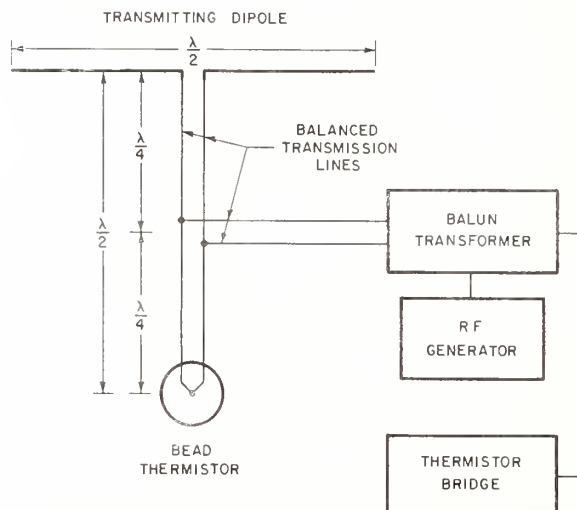 TRANSMITTING DIPOLE
λ/2
λ/4
λ/2
λ/4
BALANCED
TRANSMISSION
LINES
BALUN
TRANSFORMER
RF
GENERATOR
BEAD
THERMISTOR
THERMISTOR
BRIDGE